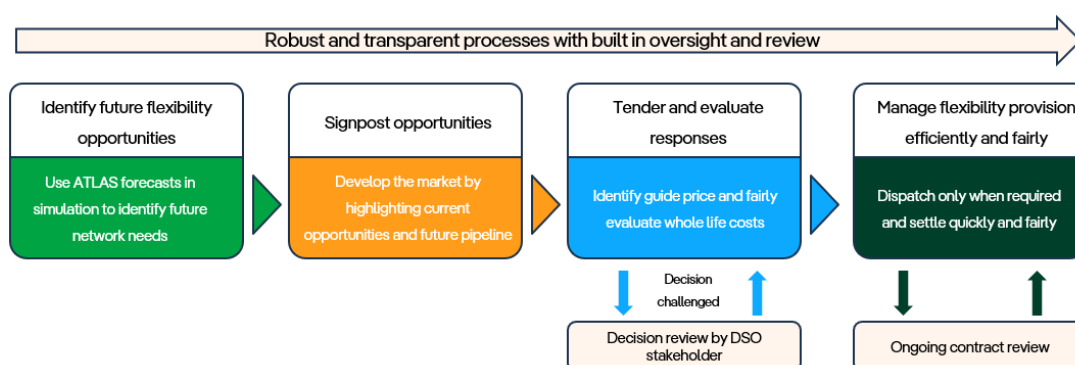 Robust and transparent processes with built in oversight and review
Identify future flexibility
opportunities
Use ATLAS forecasts in
simulation to identify future
network needs
Signpost opportunities
Develop the market by
highlighting current
opportunities and future pipeline
Tender and evaluate
responses
Identify guide price and fairly
evaluate whole life costs
Decision
challenged
Decision review by DSO
stakeholder
Manage flexibility provision
efficiently and fairly
Dispatch only when required
and settle quickly and fairly
Ongoing contract review